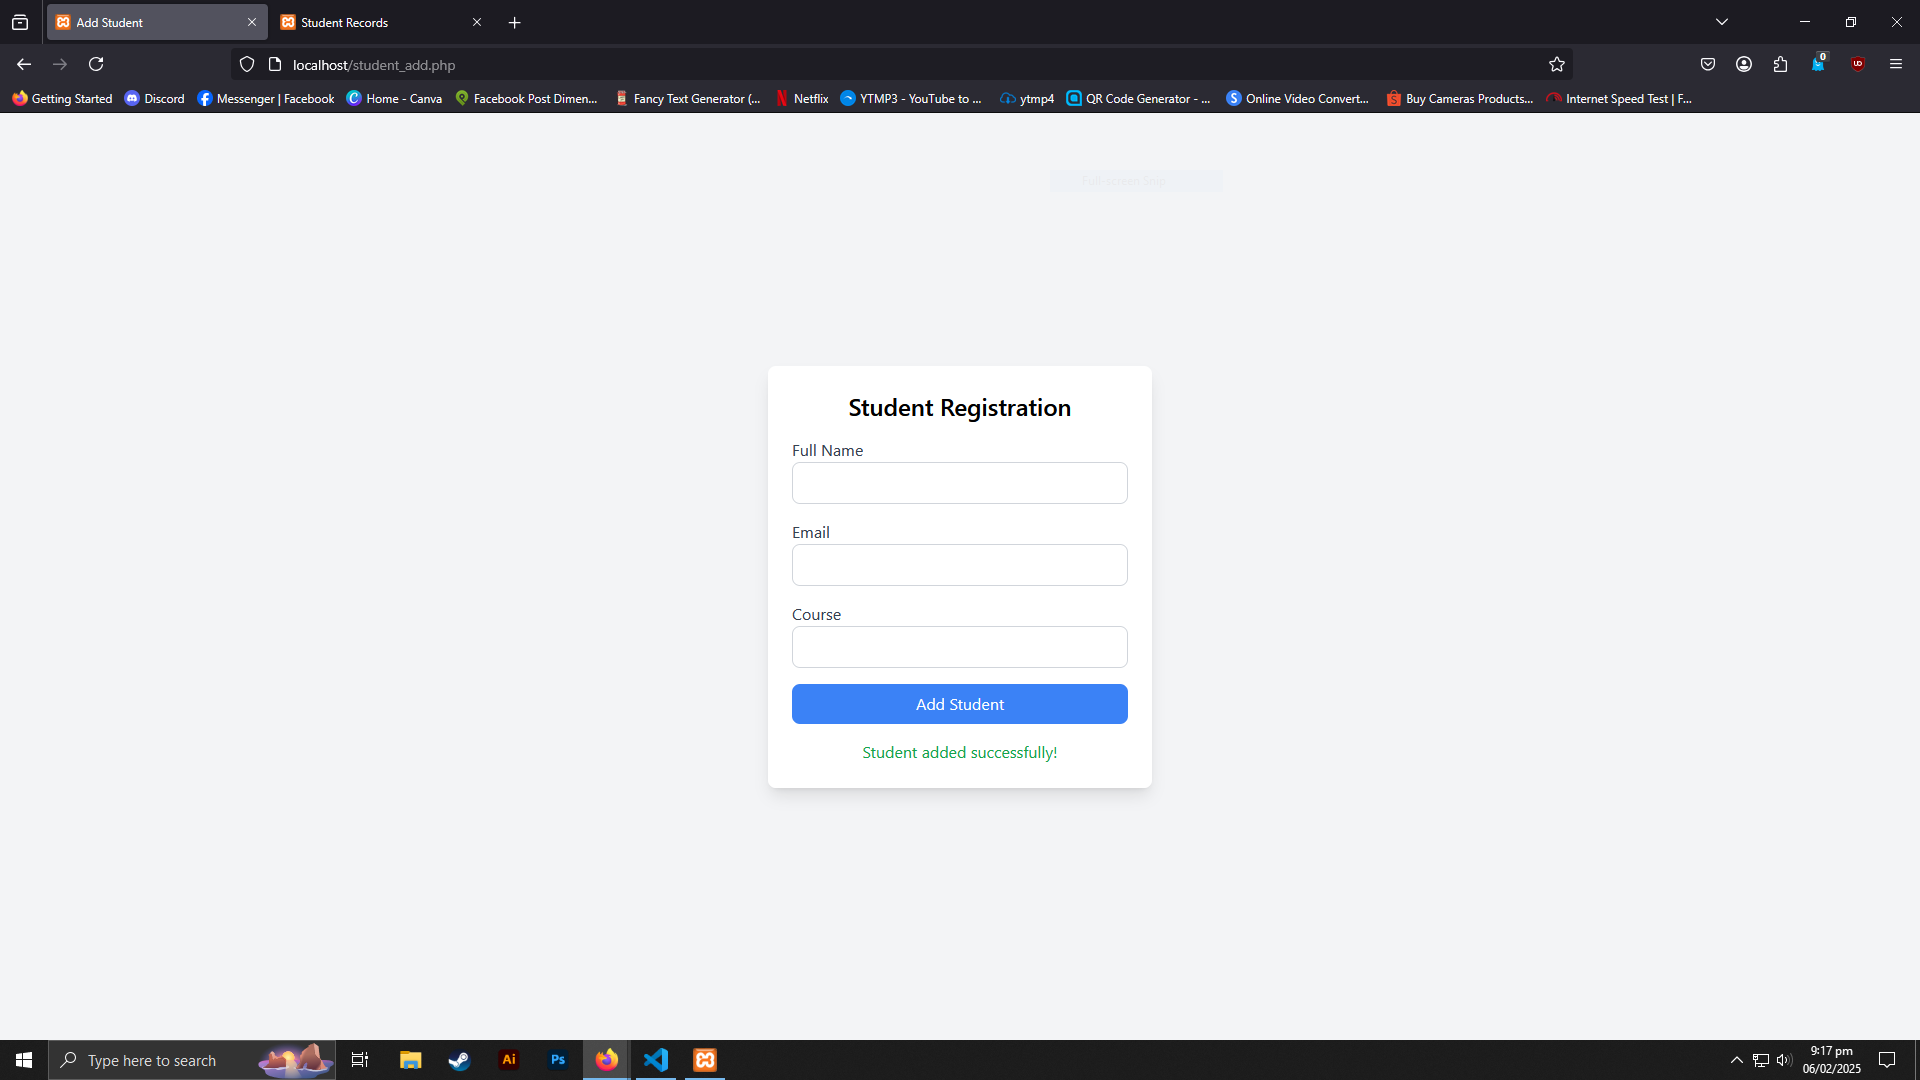 Add Student
Student Records
localhost/student_add.php
0
Getting Started
Discord
Messenger | Facebook
Home - Canva
Facebook Post Dimen...
Fancy Text Generator (...
Netflix
YTMP3 - YouTube to ...
ytmp4
QR Code Generator - ...
Online Video Convert...
Buy Cameras Products...
Internet Speed Test | F...
Full-screen Snip
Student Registration
Full Name
Email
Course
Add Student
Student added successfully!
Type here to search
Ai
Ps
9:17 pm
06/02/2025